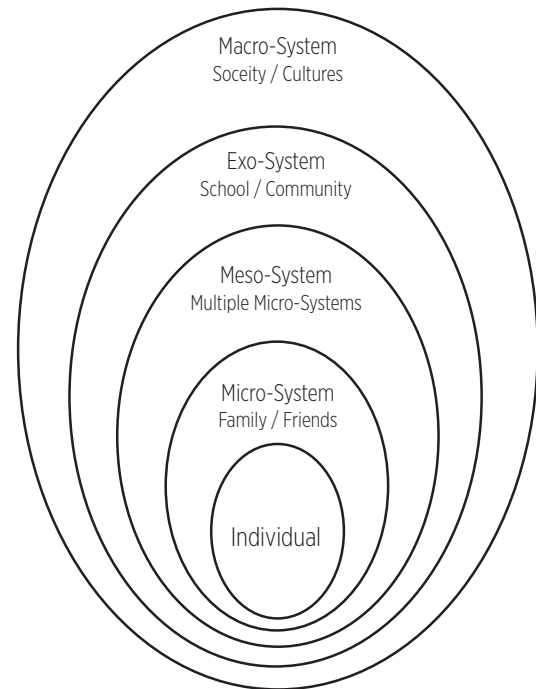 Macro-System
Soceity / Cultures
Exo-System
School / Community
Meso-System
Multiple Micro-Systems
Micro-System
Family / Friends
Individual